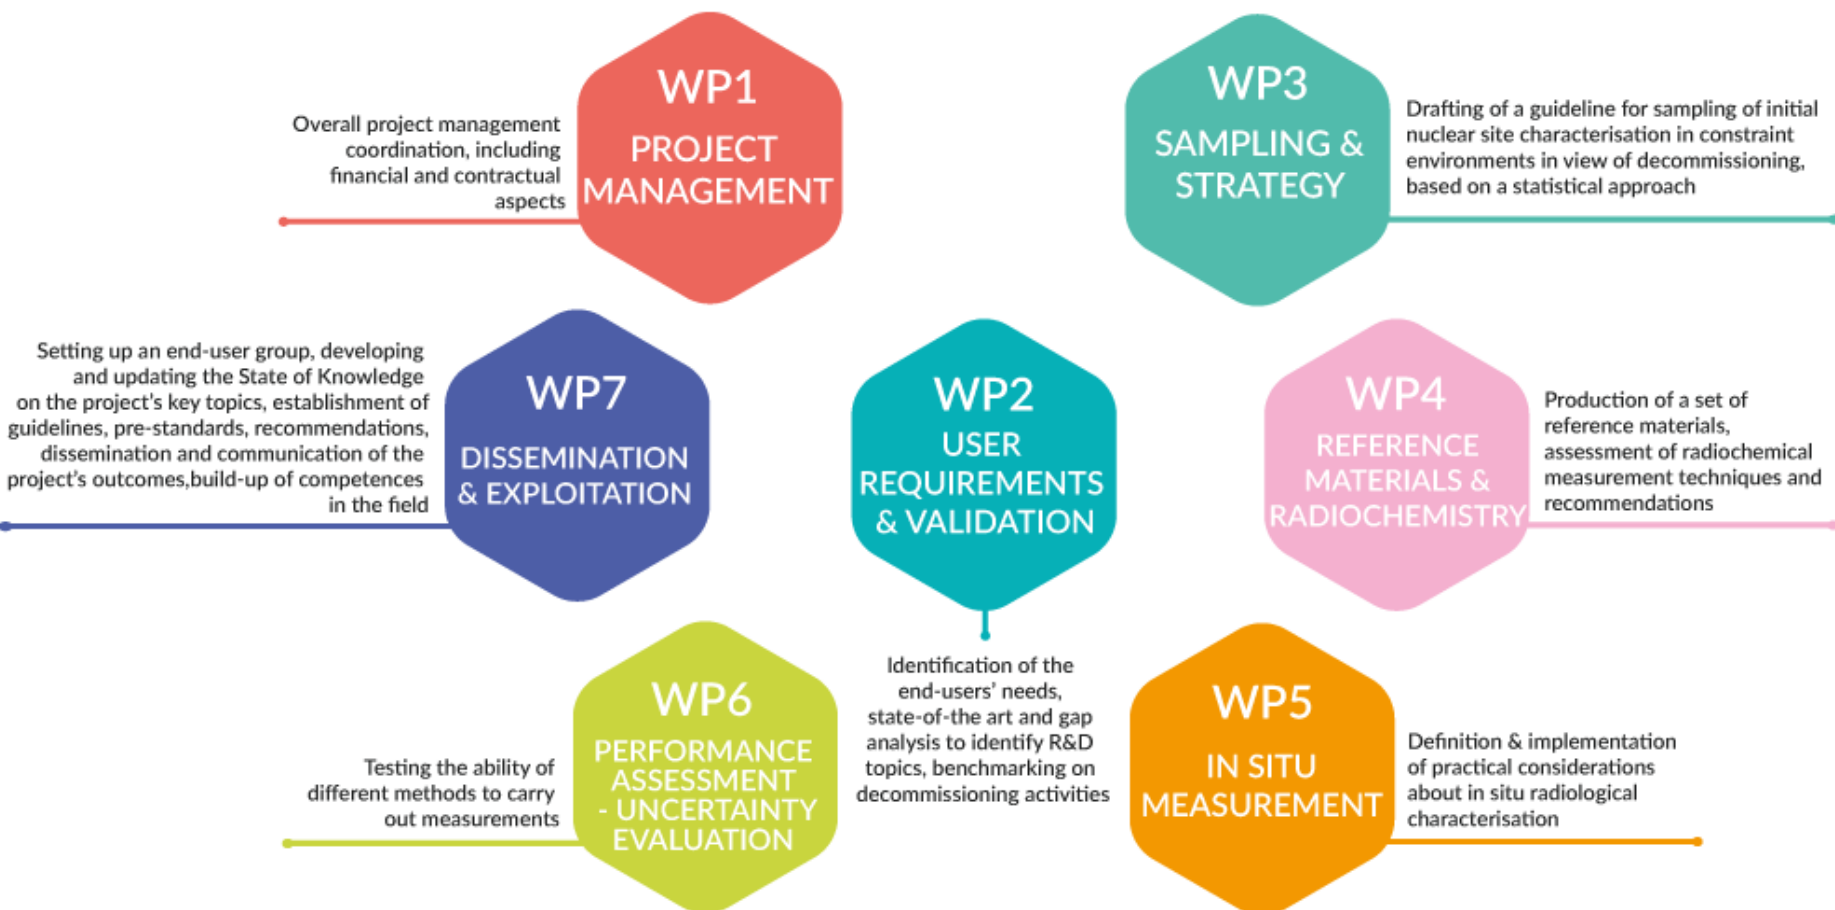 WP1
PROJECT
MANAGEMENT
Overall project management
coordination, including
financial and contractual
aspects
WP3
SAMPLING &
STRATEGY
Drafting of a guideline for sampling of initial
nuclear site characterisation in constraint
environments in view of decommissioning,
based on a statistical approach
Setting up an end-user group, developing
and updating the State of Knowledge
on the project's key topics, establishment of
guidelines, pre-standards, recommendations,
dissemination and communication of the
project's outcomes,build-up of competences
in the field
WP7
DISSEMINATION
& EXPLOITATION
WP2
USER
REQUIREMENTS
& VALIDATION
Identification of the
end-users' needs,
state-of-the art and gap
analysis to identify R&D
topics, benchmarking on
decommissioning activities
WP4
REFERENCE
MATERIALS &
RADIOCHEMISTRY
Production of a set of
reference materials,
assessment of radiochemical
measurement techniques and
recommendations
WP6
PERFORMANCE
ASSESSMENT
- UNCERTAINTY
EVALUATION
Testing the ability of
different methods to carry
out measurements
WP5
IN SITU
MEASUREMENT
Definition & implementation
of practical considerations
about in situ radiological
characterisation